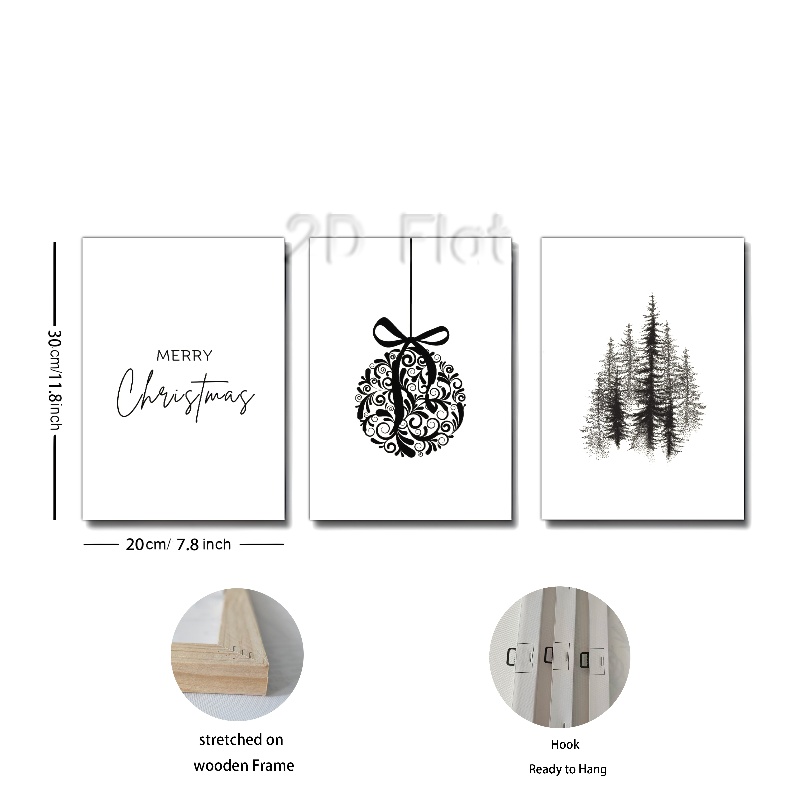 2D Flat
30cm/11.8inch
MERRY
Christmas
20cm/ 7.8 inch
stretched on
wooden Frame
Hook
Ready to Hang